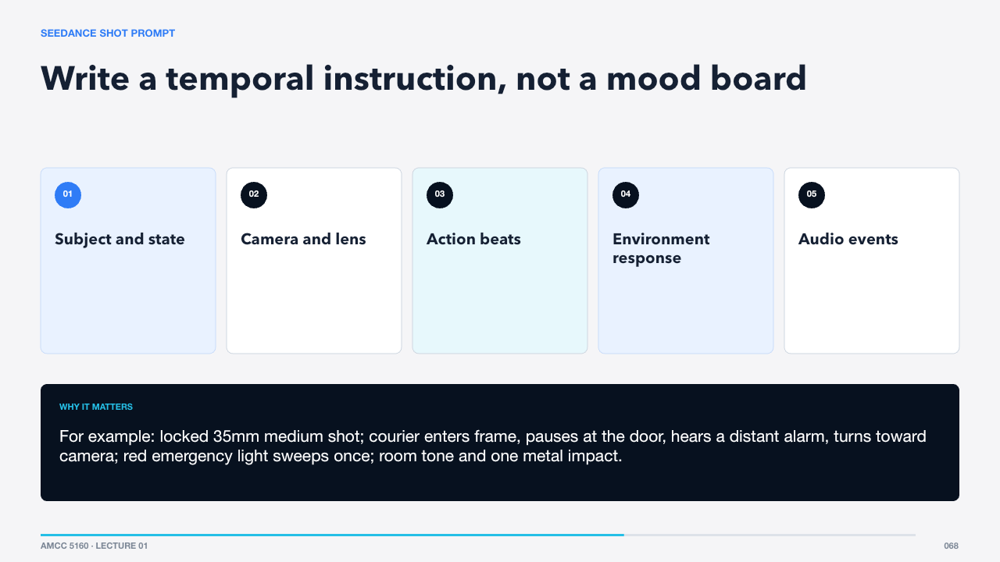 SEEDANCE SHOT PROMPT
Write a temporal instruction, not a mood board
01
Subject and state
02
Camera and lens
03
Action beats
04
Environment
response
05
Audio events
WHY IT MATTERS
For example: locked 35mm medium shot; courier enters frame, pauses at the door, hears a distant alarm, turns toward
camera; red emergency light sweeps once; room tone and one metal impact.
AMCC 5160 · LECTURE 01
068